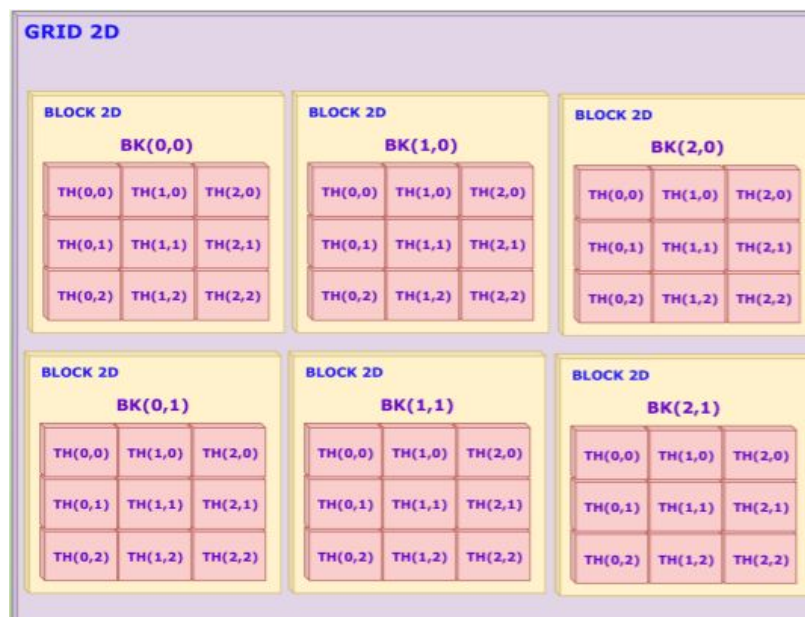 GRID 2D
BLOCK 2D
BK(0,0)
TH(0,0) TH(1,0) TH(2,0)
TH(0,1) TH(1,1) TH(2,1)
TH(0,2) TH(1,2) TH(2,2)
BLOCK 2D
BK(1,0)
TH(0,0) TH(1,0) TH(2,0)
TH(0,1) TH(1,1) TH(2,1)
TH(0,2) TH(1,2) TH(2,2)
BLOCK 2D
BK(2,0)
TH(0,0) TH(1,0) TH(2,0)
TH(0,1) TH(1,1) TH(2,1)
TH(0,2) TH(1,2) TH(2,2)
BLOCK 2D
BK(0,1)
TH(0,0) TH(1,0) TH(2,0)
TH(0,1) TH(1,1) TH(2,1)
TH(0,2) TH(1,2) TH(2,2)
BLOCK 2D
BK(1,1)
TH(0,0) TH(1,0) TH(2,0)
TH(0,1) TH(1,1) TH(2,1)
TH(0,2) TH(1,2) TH(2,2)
BLOCK 2D
BK(2,1)
TH(0,0) TH(1,0) TH(2,0)
TH(0,1) TH(1,1) TH(2,1)
TH(0,2) TH(1,2) TH(2,2)